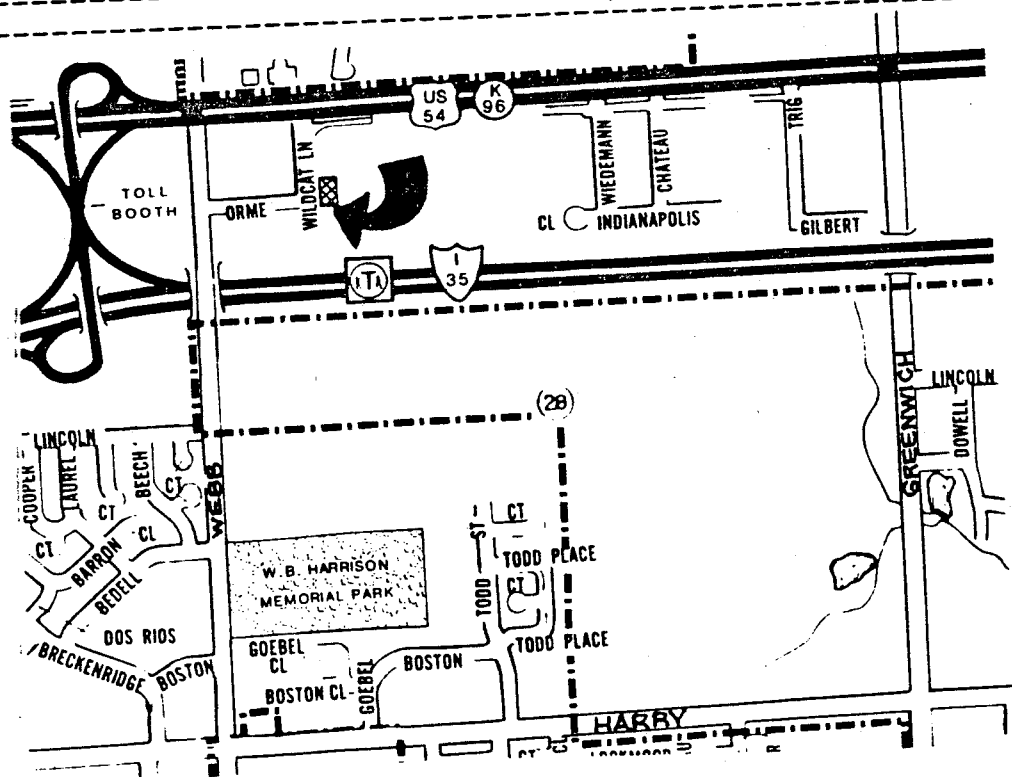 US
54
K
96
TOLL
BOOTH
ORME
WILDCAT LN
WIEDEMANN
CHATEAU
TRIG
CL
INDIANAPOLIS
GILBERT
T
I
35
(28)
LINCOLN
COOPER
LAUREL
CT
BEECH
CT
CT
CL
BARRON
BEDELL
DOS RIOS
BRECKENRIDGE
BOSTON
WEBB
W.B. HARRISON
MEMORIAL PARK
GOEBEL
CL
BOSTON CL
GOEBEL
BOSTON
TODD
ST
CT
TODD PLACE
CT
TODD PLACE
GREENWICH
LINCOLN
DOWELL
HARRY
CT